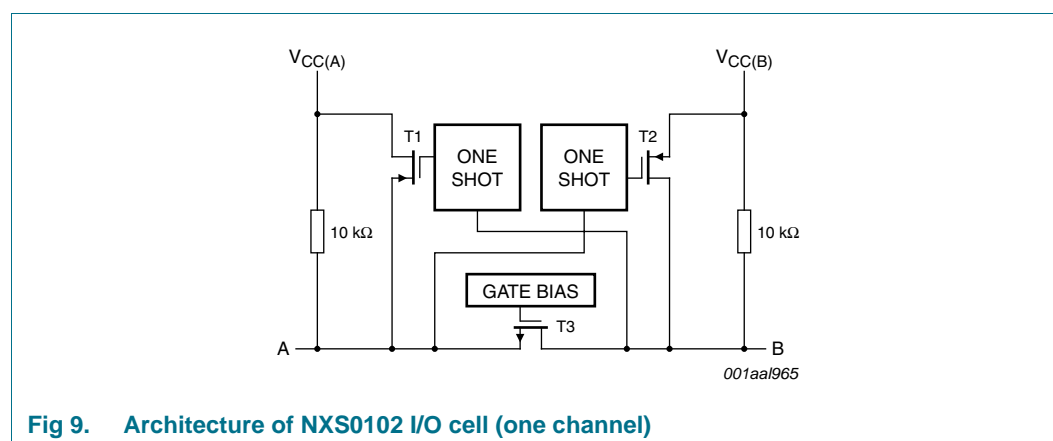 VCC(A)
VCC(B)
T1
ONE
SHOT
ONE
SHOT
T2
10 kΩ
10 kΩ
GATE BIAS
T3
A
B
001aal965
Fig 9. Architecture of NXS0102 I/O cell (one channel)